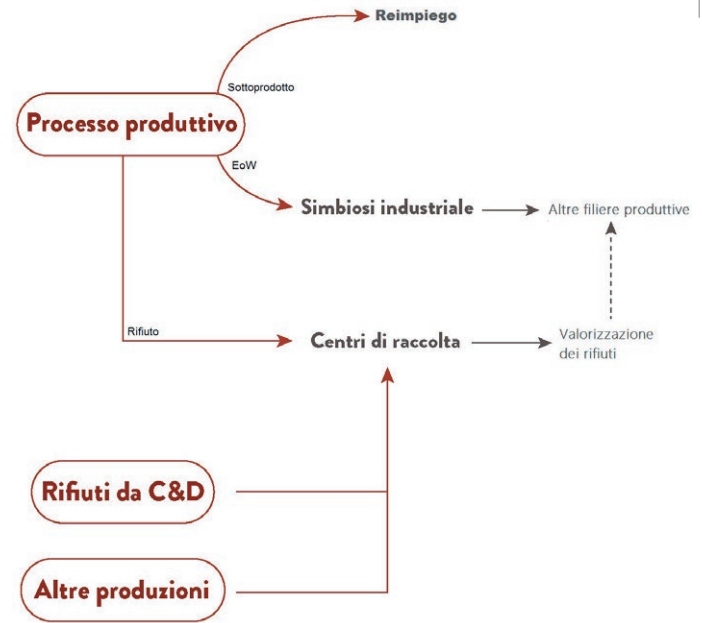 Reimpiego
Sottoprodotto
Processo produttivo
EoW
Simbiosi industriale
Altre filiere produttive
Rifiuto
Centri di raccolta
Valorizzazione
dei rifiuti
Rifiuti da C&D
Altre produzioni